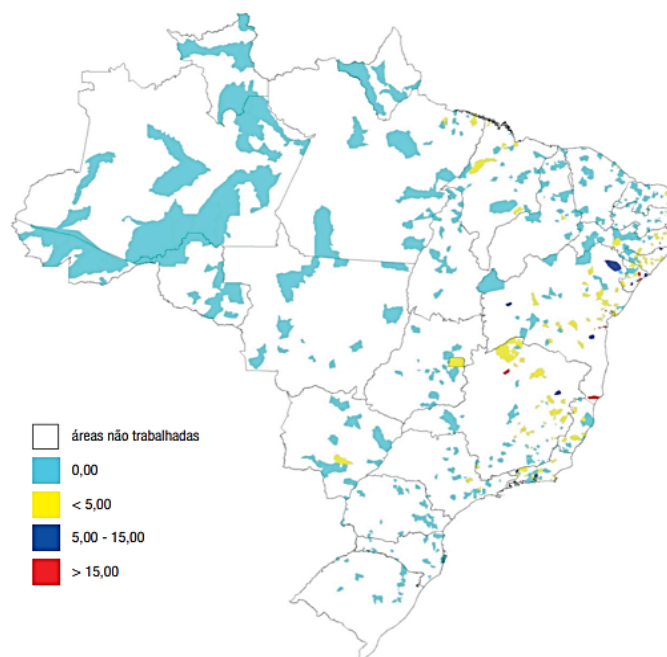 áreas não trabalhadas
0,00
< 5,00
5,00 - 15,00
> 15,00